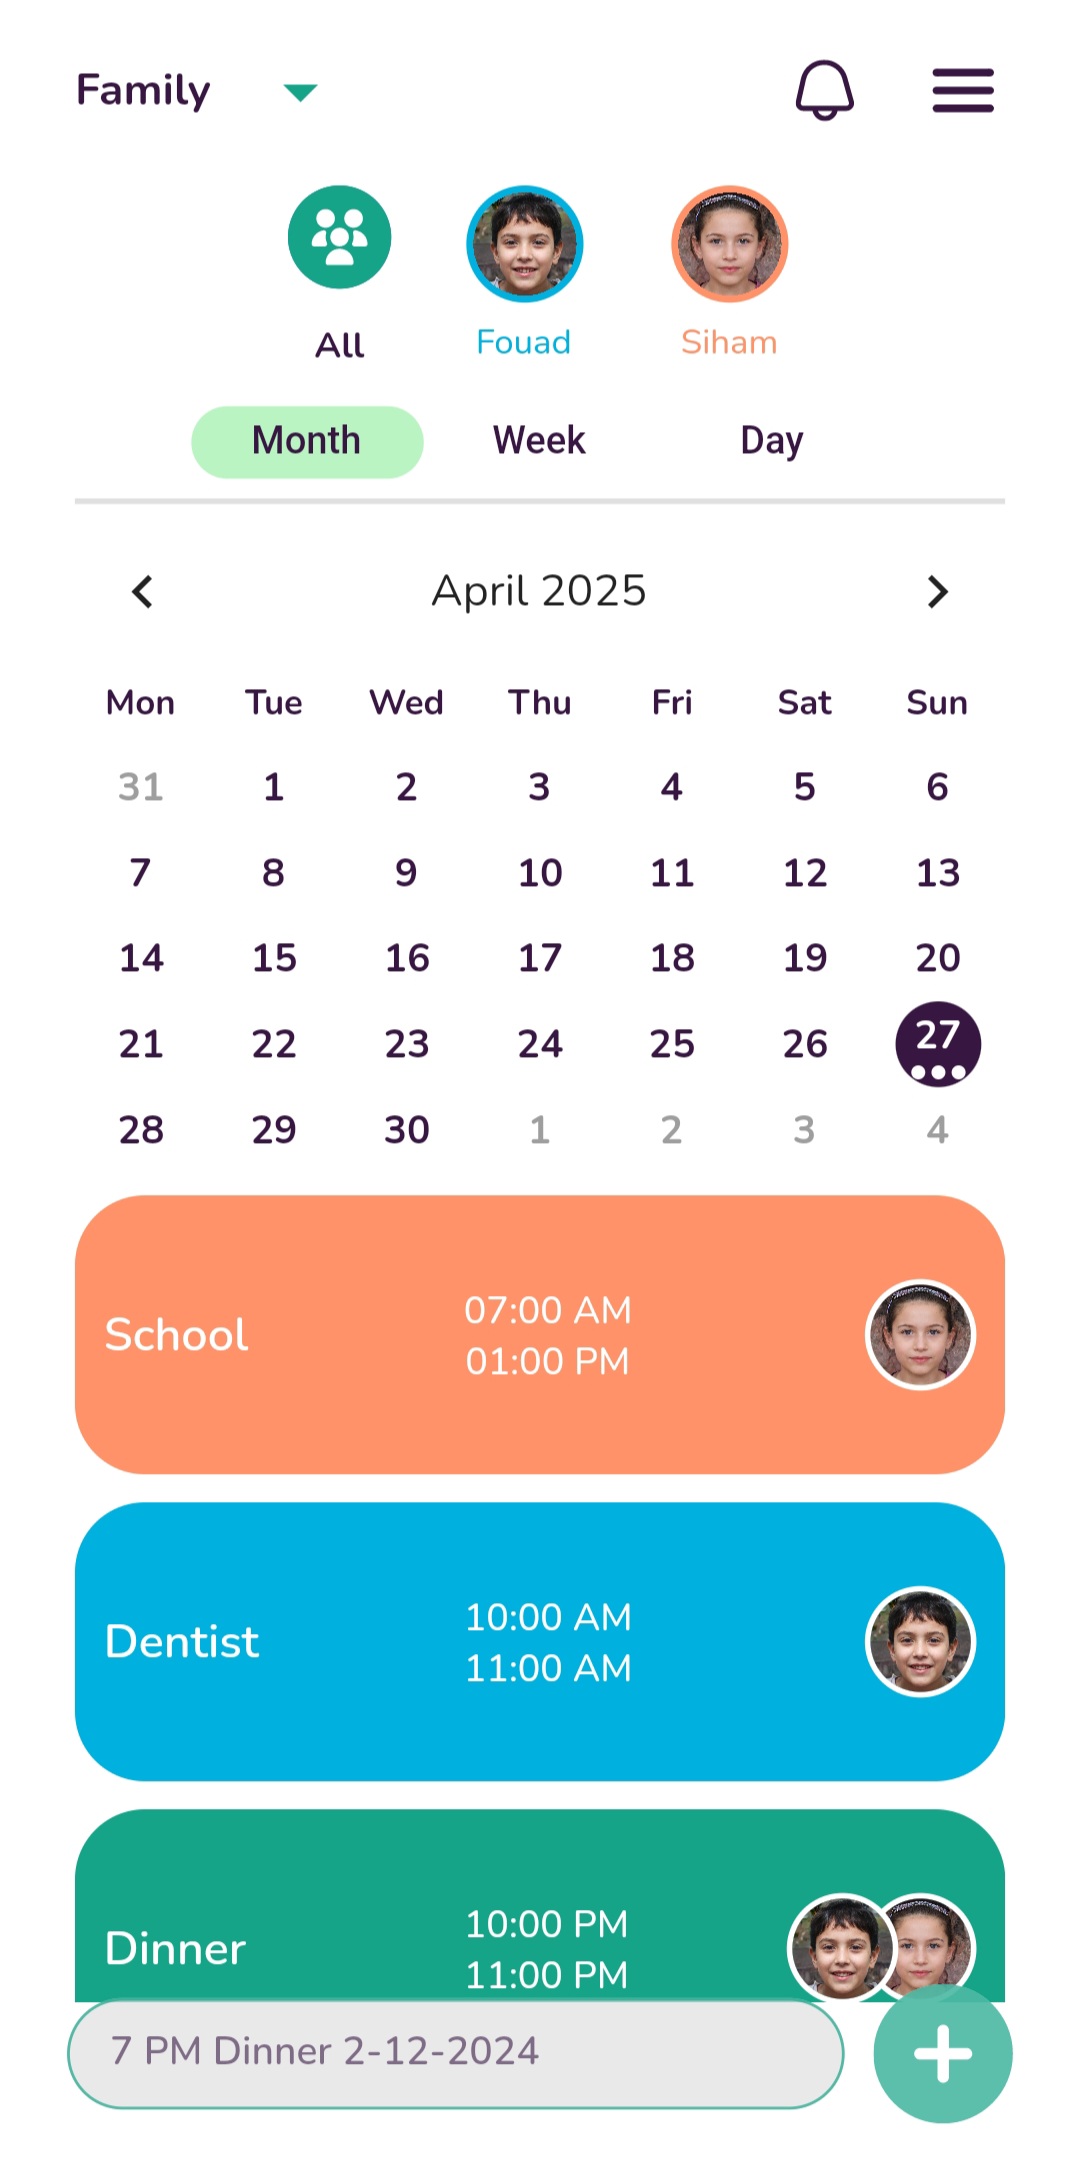 Family
All Fouad Siham
Month Week Day
April 2025
Mon Tue Wed Thu Fri Sat Sun
31 1 2 3 4 5 6
7 8 9 10 11 12 13
14 15 16 17 18 19 20
21 22 23 24 25 26 27
28 29 30 1 2 3 4
School
07:00 AM
01:00 PM
Dentist
10:00 AM
11:00 AM
Dinner
10:00 PM
11:00 PM
7 PM Dinner 2-12-2024